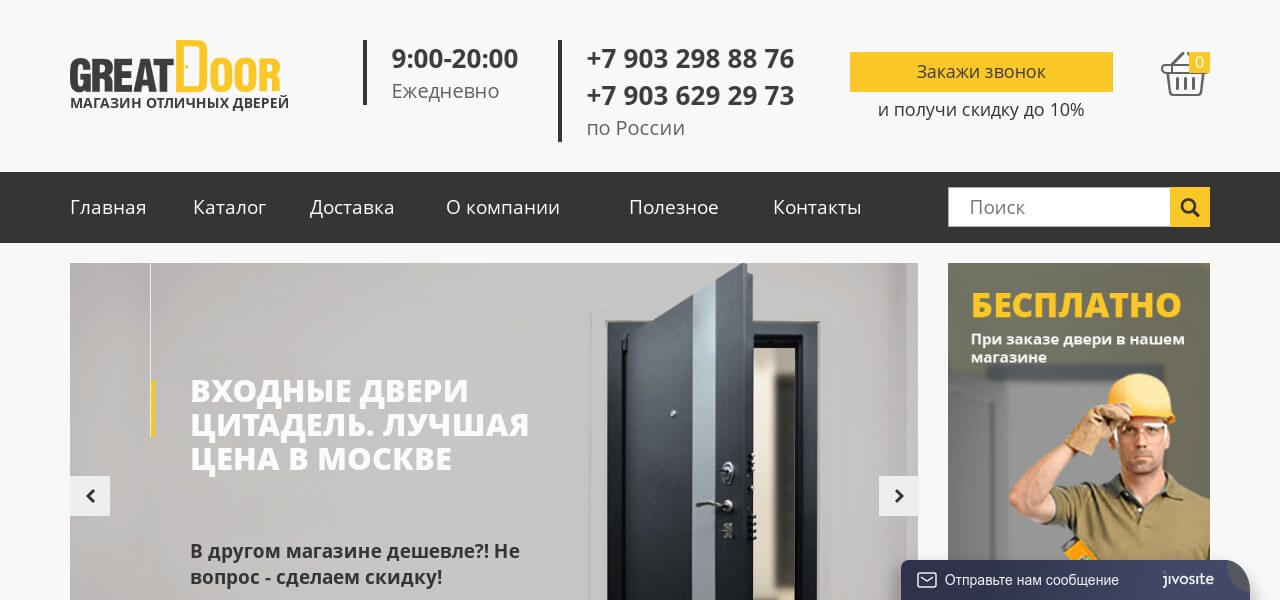 GREATDOOR
МАГАЗИН ОТЛИЧНЫХ ДВЕРЕЙ
9:00-20:00
Ежедневно
+7 903 298 88 76
+7 903 629 29 73
по России
Закажи звонок
и получи скидку до 10%
0
Главная
Каталог
Доставка
О компании
Полезное
Контакты
Поиск
ВХОДНЫЕ ДВЕРИ
ЦИТАДЕЛЬ. ЛУЧШАЯ
ЦЕНА В МОСКВЕ
В другом магазине дешевле?! Не
вопрос - сделаем скидку!
БЕСПЛАТНО
При заказе двери в нашем
магазине
Отправьте нам сообщение
jivosite